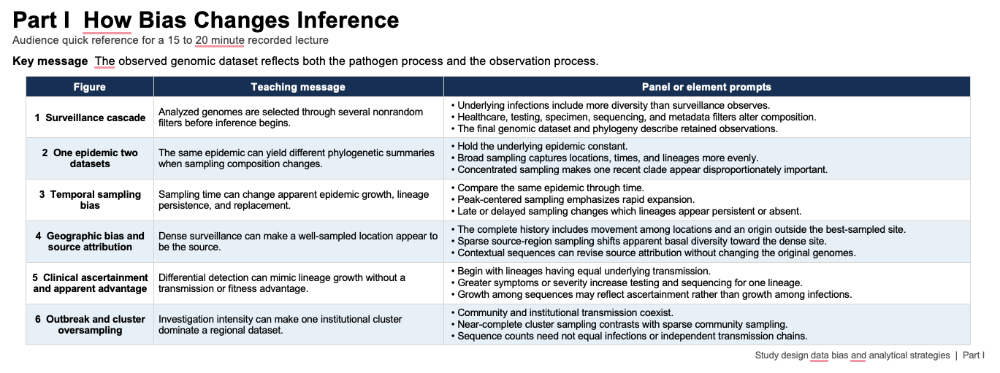 Part I  How Bias Changes Inference
Audience quick reference for a 15 to 20 minute recorded lecture
Key message  The observed genomic dataset reflects both the pathogen process and the observation process.
Figure
Teaching message
Panel or element prompts
1  Surveillance cascade
Analyzed genomes are selected through several nonrandom
filters before inference begins.
• Underlying infections include more diversity than surveillance observes.
• Healthcare, testing, specimen, sequencing, and metadata filters alter composition.
• The final genomic dataset and phylogeny describe retained observations.
2  One epidemic two
datasets
The same epidemic can yield different phylogenetic summaries
when sampling composition changes.
• Hold the underlying epidemic constant.
• Broad sampling captures locations, times, and lineages more evenly.
• Concentrated sampling makes one recent clade appear disproportionately important.
3  Temporal sampling
bias
Sampling time can change apparent epidemic growth, lineage
persistence, and replacement.
• Compare the same epidemic through time.
• Peak-centered sampling emphasizes rapid expansion.
• Late or delayed sampling changes which lineages appear persistent or absent.
4  Geographic bias and
source attribution
Dense surveillance can make a well-sampled location appear to
be the source.
• The complete history includes movement among locations and an origin outside the best-sampled site.
• Sparse source-region sampling shifts apparent basal diversity toward the dense site.
• Contextual sequences can revise source attribution without changing the original genomes.
5  Clinical ascertainment
and apparent advantage
Differential detection can mimic lineage growth without a
transmission or fitness advantage.
• Begin with lineages having equal underlying transmission.
• Greater symptoms or severity increase testing and sequencing for one lineage.
• Growth among sequences may reflect ascertainment rather than growth among infections.
6  Outbreak and cluster
oversampling
Investigation intensity can make one institutional cluster
dominate a regional dataset.
• Community and institutional transmission coexist.
• Near-complete cluster sampling contrasts with sparse community sampling.
• Sequence counts need not equal infections or independent transmission chains.
Study design data bias and analytical strategies  |  Part I